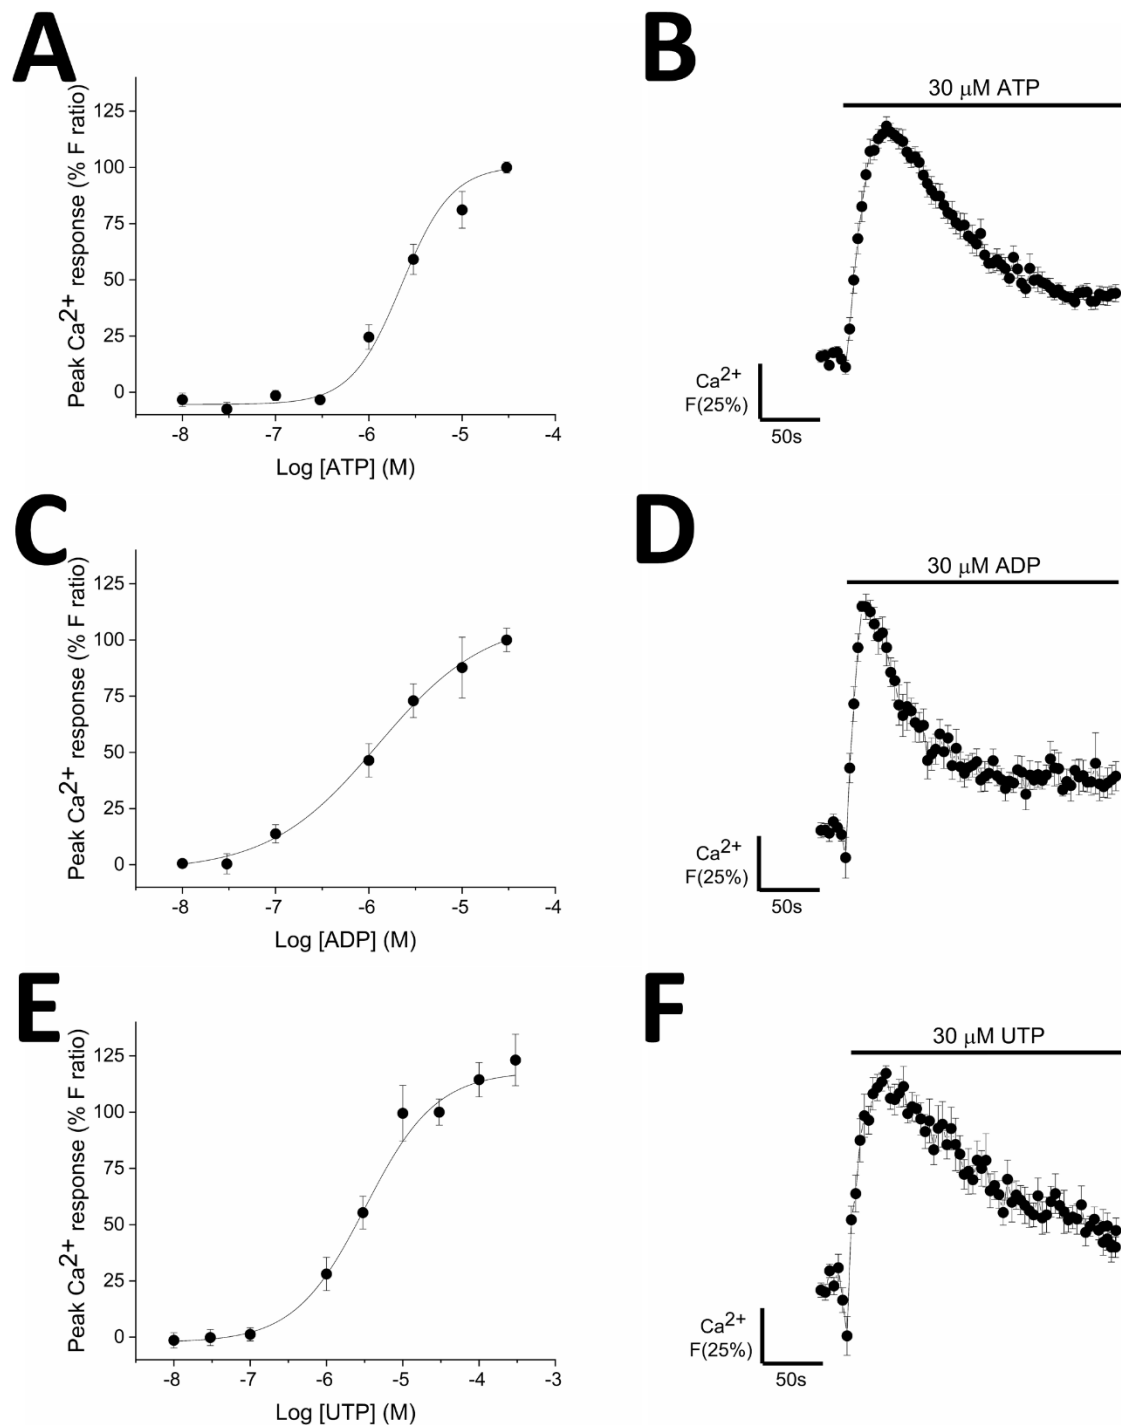 A
Peak Ca2+ response (% F ratio)
125
100
75
50
25
0
-8
-7
-6
-5
-4
Log [ATP] (M)
B
30 μM ATP
Ca2+
F(25%)
50s
C
Peak Ca2+ response (% F ratio)
125
100
75
50
25
0
-8
-7
-6
-5
-4
Log [ADP] (M)
D
30 μM ADP
Ca2+
F(25%)
50s
E
Peak Ca2+ response (% F ratio)
125
100
75
50
25
0
-8
-7
-6
-5
-4
-3
Log [UTP] (M)
F
30 μM UTP
Ca2+
F(25%)
50s